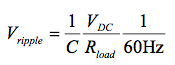 V_ripple = 1/C V_DC/R_load 1/60Hz